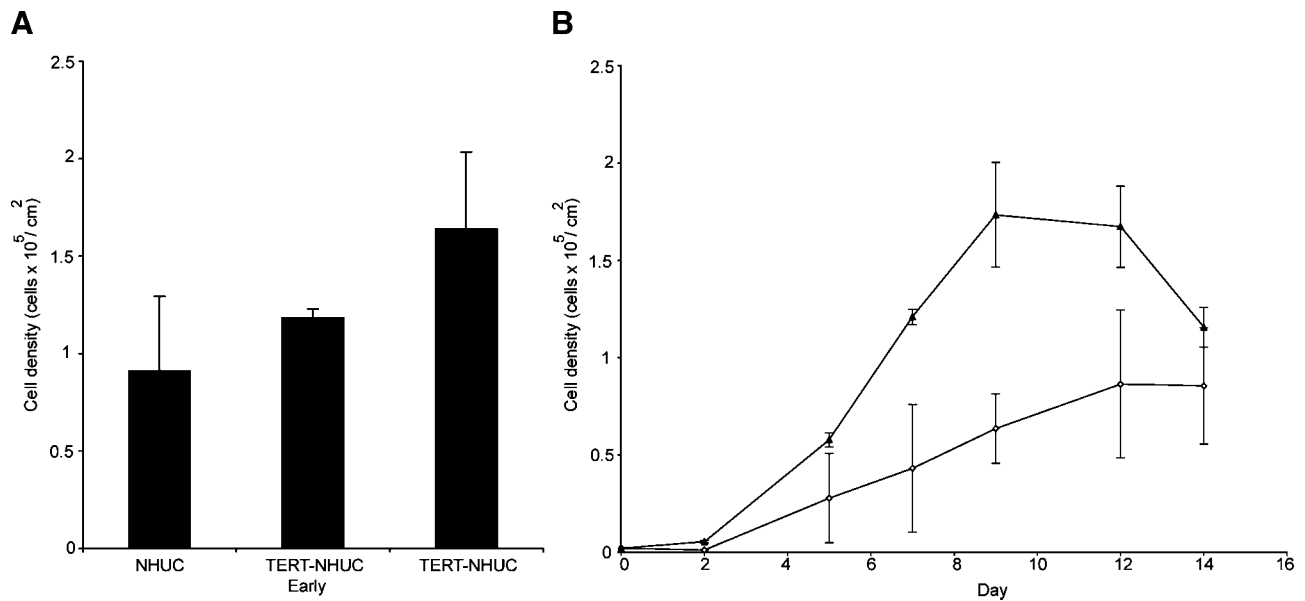 A
B
2.5
2
1.5
1
0.5
0
Cell density (cells x 10^5/ cm^2)
NHUC
TERT-NHUC
Early
TERT-NHUC
2.5
2
1.5
1
0.5
0
Cell density (cells x 10^5/ cm^2)
0 2 4 6 8 9 10 12 14 16
Day